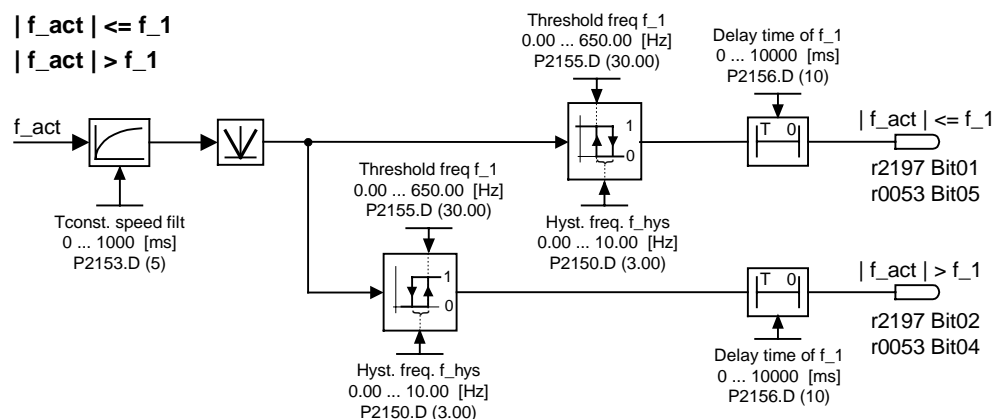 | f_act | <= f_1
| f_act | > f_1
Threshold freq f_1
0.00 ... 650.00 [Hz]
P2155.D (30.00)
Delay time of f_1
0 ... 10000 [ms]
P2156.D (10)
f_act
1
0
T 0
| f_act | <= f_1
r2197 Bit01
r0053 Bit05
Tconst. speed filt
0 ... 1000 [ms]
P2153.D (5)
Threshold freq f_1
0.00 ... 650.00 [Hz]
P2155.D (30.00)
Hyst. freq. f_hys
0.00 ... 10.00 [Hz]
P2150.D (3.00)
1
0
T 0
| f_act | > f_1
r2197 Bit02
r0053 Bit04
Hyst. freq. f_hys
0.00 ... 10.00 [Hz]
P2150.D (3.00)
Delay time of f_1
0 ... 10000 [ms]
P2156.D (10)